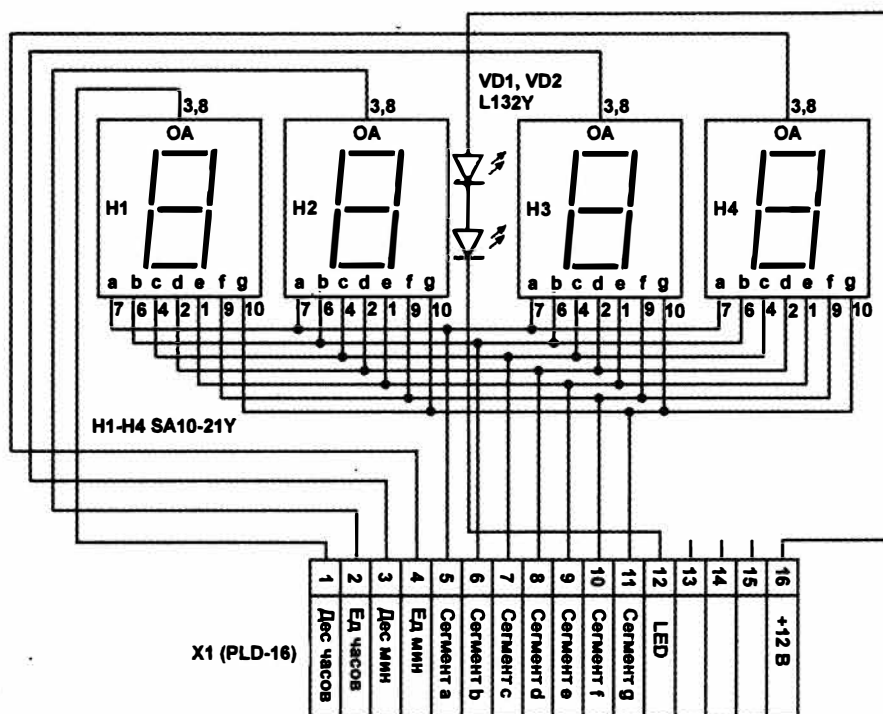 VD1, VD2
L132Y
3,8 3,8 3,8 3,8
OA OA OA OA
H1 H2 H3 H4
a b c d e f g a b c d e f g a b c d e f g a b c d e f g
7 6 4 2 1 9 10 7 6 4 2 1 9 10 7 6 4 2 1 9 10 7 6 4 2 1 9 10
H1-H4 SA10-21Y
1 2 3 4 5 6 7 8 9 10 11 12 13 14 15 16
X1 (PLD-16)
Дес часов
Ед часов
Дес мин
Ед мин
Сегмент a
Сегмент b
Сегмент c
Сегмент d
Сегмент e
Сегмент f
Сегмент g
LED
+12 В